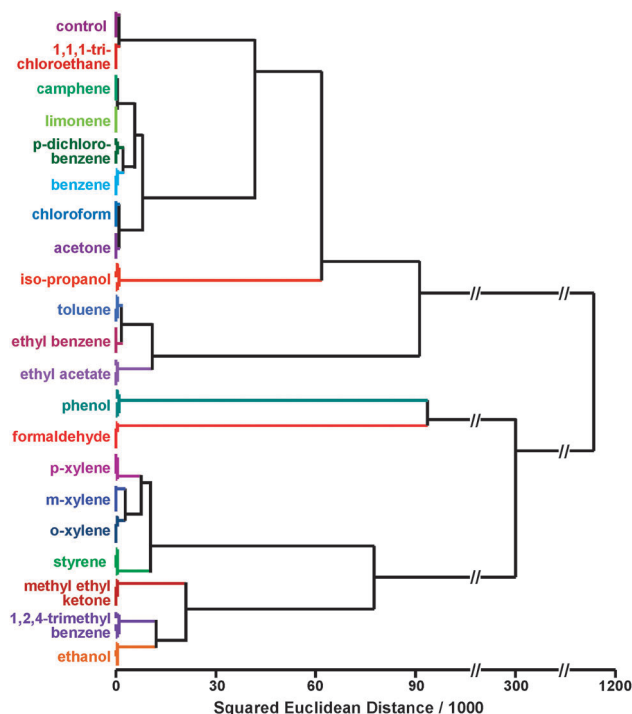 control
1,1,1-tri-
chloroethane
camphene
limonene
p-dichloro-
benzene
benzene
chloroform
acetone
iso-propanol
toluene
ethyl benzene
ethyl acetate
phenol
formaldehyde
p-xylene
m-xylene
o-xylene
styrene
methyl ethyl
ketone
1,2,4-trimethyl
benzene
ethanol
0 30 60 90 300 1200
Squared Euclidean Distance / 1000